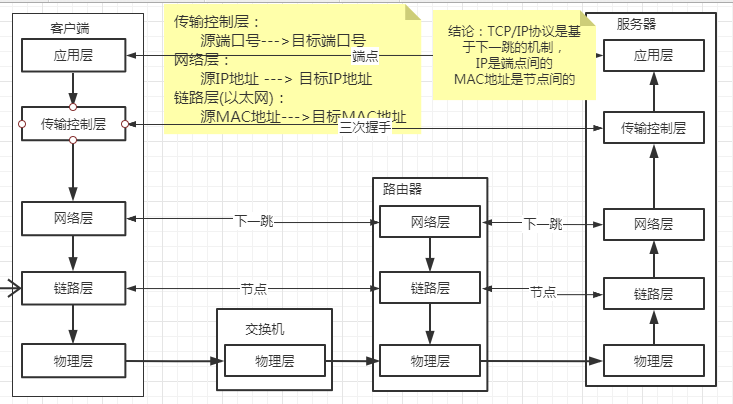 客户端
应用层
传输控制层
网络层
链路层
物理层
传输控制层：
源端口号--->目标端口号
网络层：
源IP地址 ---> 目标IP地址
链路层(以太网)：
源MAC地址--->目标MAC地址
结论：TCP/IP协议是基
于下一跳的机制，
IP是端点间的
MAC地址是节点间的
端点
三次握手
下一跳
节点
交换机
物理层
路由器
网络层
链路层
物理层
下一跳
节点
服务器
应用层
传输控制层
网络层
链路层
物理层